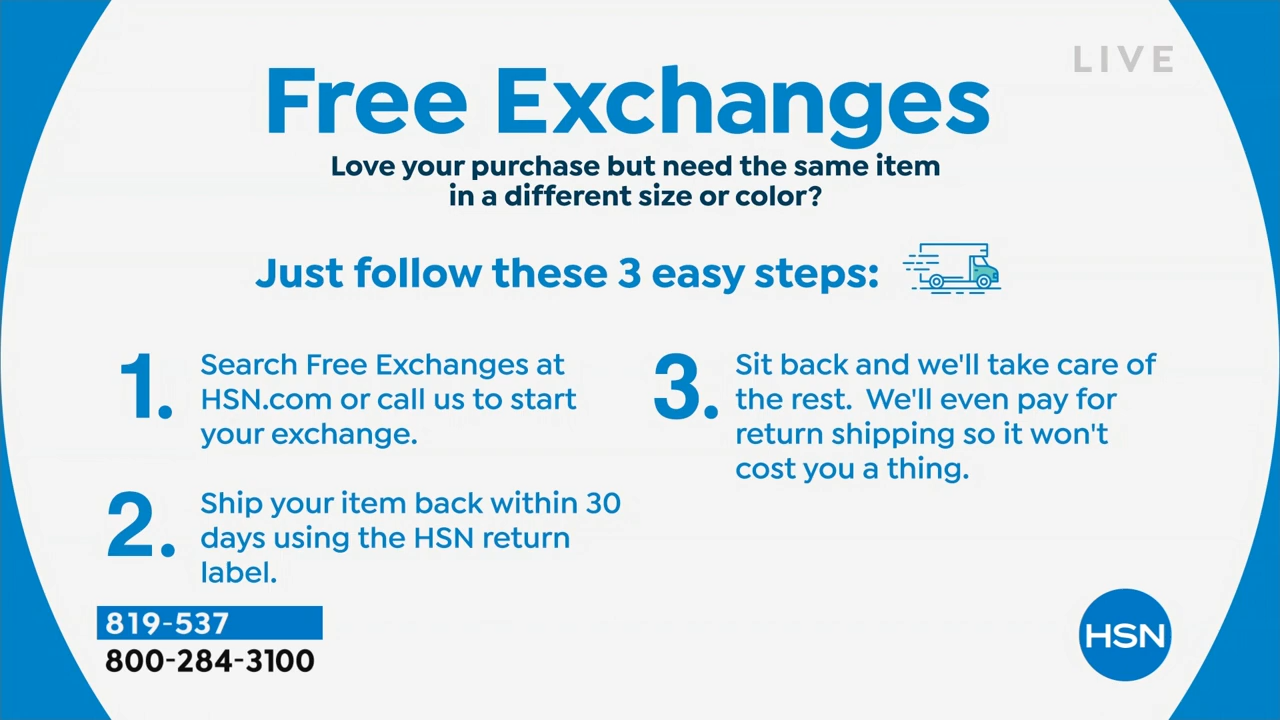 LIVE
Free Exchanges
Love your purchase but need the same item
in a different size or color?
Just follow these 3 easy steps:
1. Search Free Exchanges at
HSN.com or call us to start
your exchange.
2. Ship your item back within 30
days using the HSN return
label.
3. Sit back and we'll take care of
the rest.  We'll even pay for
return shipping so it won't
cost you a thing.
819-537
800-284-3100
HSN